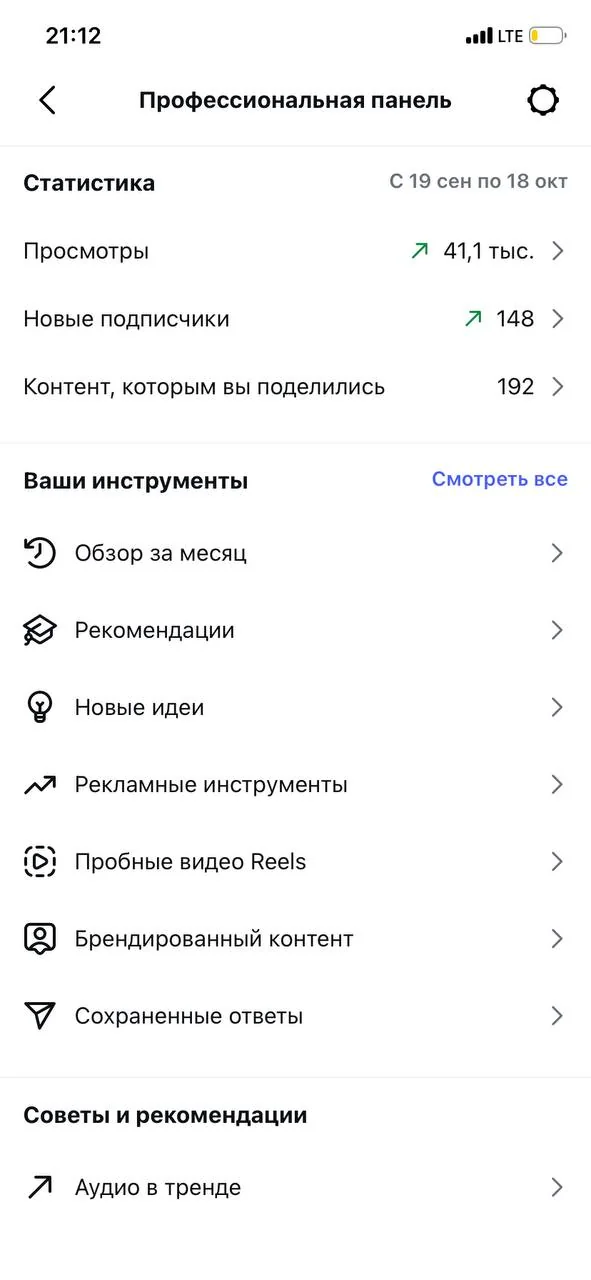 21:12 LTE
Профессиональная панель
Статистика С 19 сен по 18 окт
Просмотры 41,1 тыс.
Новые подписчики 148
Контент, которым вы поделились 192
Ваши инструменты Смотреть все
Обзор за месяц
Рекомендации
Новые идеи
Рекламные инструменты
Пробные видео Reels
Брендированный контент
Сохраненные ответы
Советы и рекомендации
Аудио в тренде